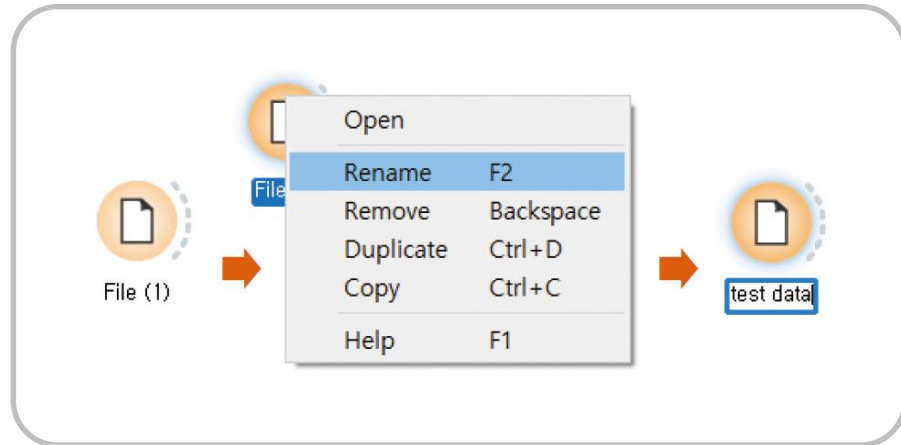 File (1)
File
Open
Rename F2
Remove Backspace
Duplicate Ctrl+D
Copy Ctrl+C
Help F1
test data